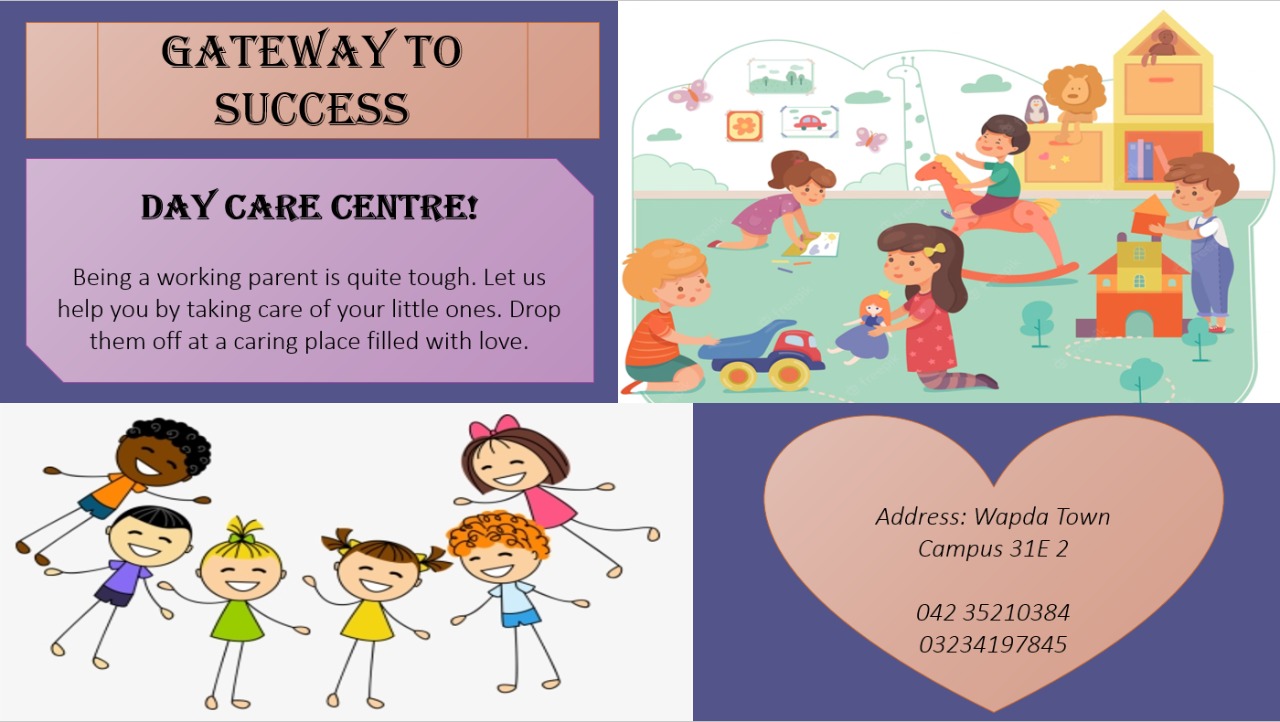 GATEWAY TO
SUCCESS
DAY CARE CENTRE!
Being a working parent is quite tough. Let us
help you by taking care of your little ones. Drop
them off at a caring place filled with love.
Address: Wapda Town
Campus 31E 2
042 35210384
03234197845